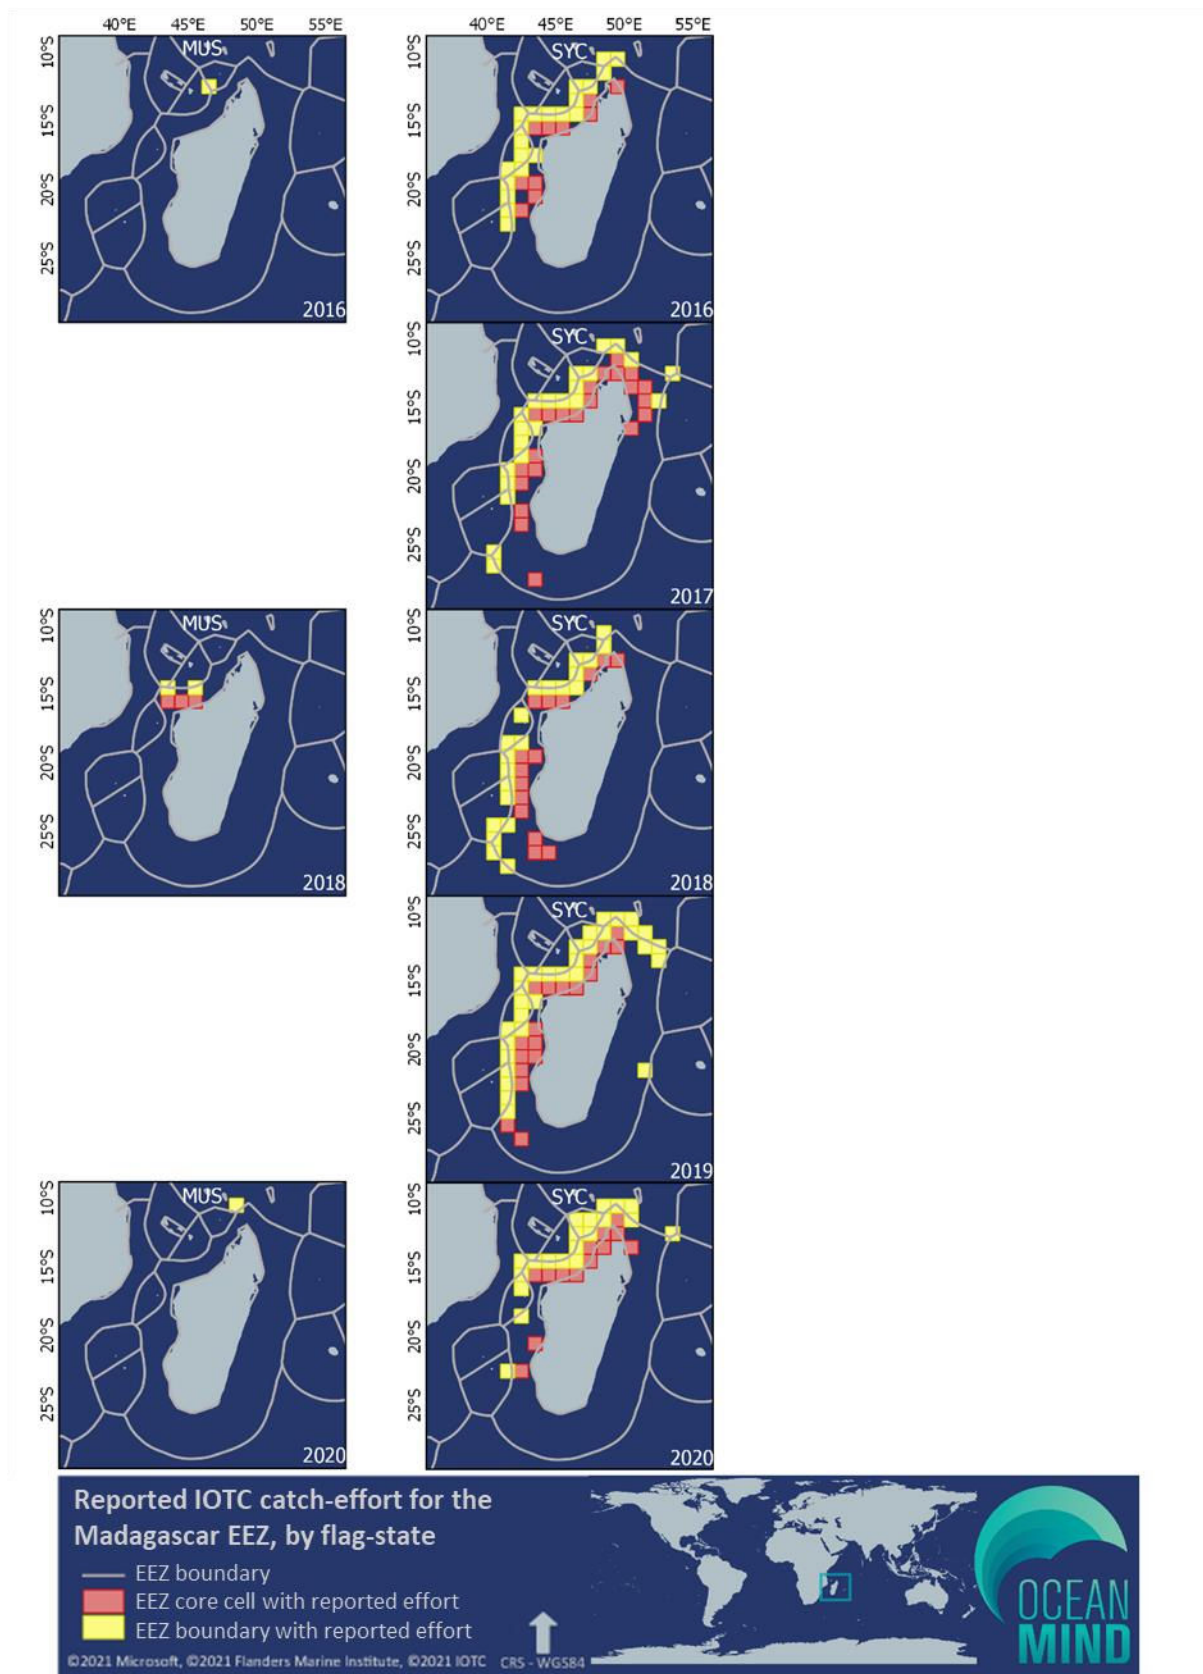 40°E 45°E 50°E 55°E 40°E 45°E 50°E 55°E
10°S 15°S 20°S 25°S MUS 2016
10°S 15°S 20°S 25°S SYC 2016
10°S 15°S 20°S 25°S SYC 2017
10°S 15°S 20°S 25°S MUS 2018
10°S 15°S 20°S 25°S SYC 2018
10°S 15°S 20°S 25°S SYC 2019
10°S 15°S 20°S 25°S MUS 2020
10°S 15°S 20°S 25°S SYC 2020
Reported IOTC catch-effort for the
Madagascar EEZ, by flag-state
EEZ boundary
EEZ core cell with reported effort
EEZ boundary with reported effort
©2021 Microsoft, ©2021 Flanders Marine Institute, ©2021 IOTC CRS - WGS84
OCEAN
MIND